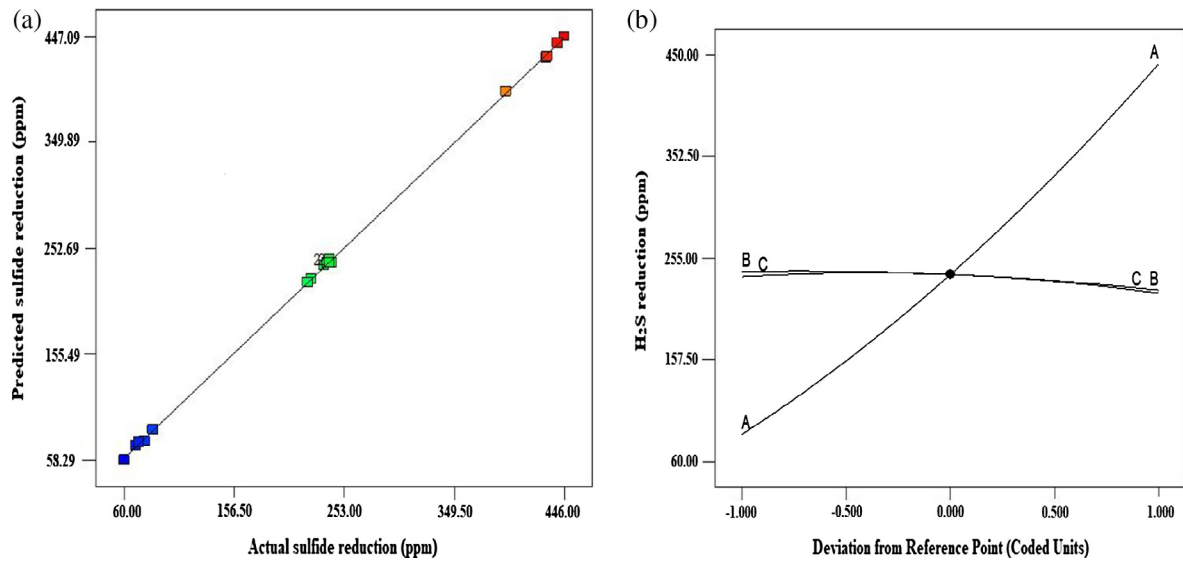 (a)
Predicted sulfide reduction (ppm)
447.09
349.89
252.69
155.49
58.29
60.00
156.50
253.00
349.50
446.00
Actual sulfide reduction (ppm)
(b)
H₂S reduction (ppm)
450.00
352.50
255.00
157.50
60.00
A
B
C
C
B
A
-1.000
-0.500
0.000
0.500
1.000
Deviation from Reference Point (Coded Units)